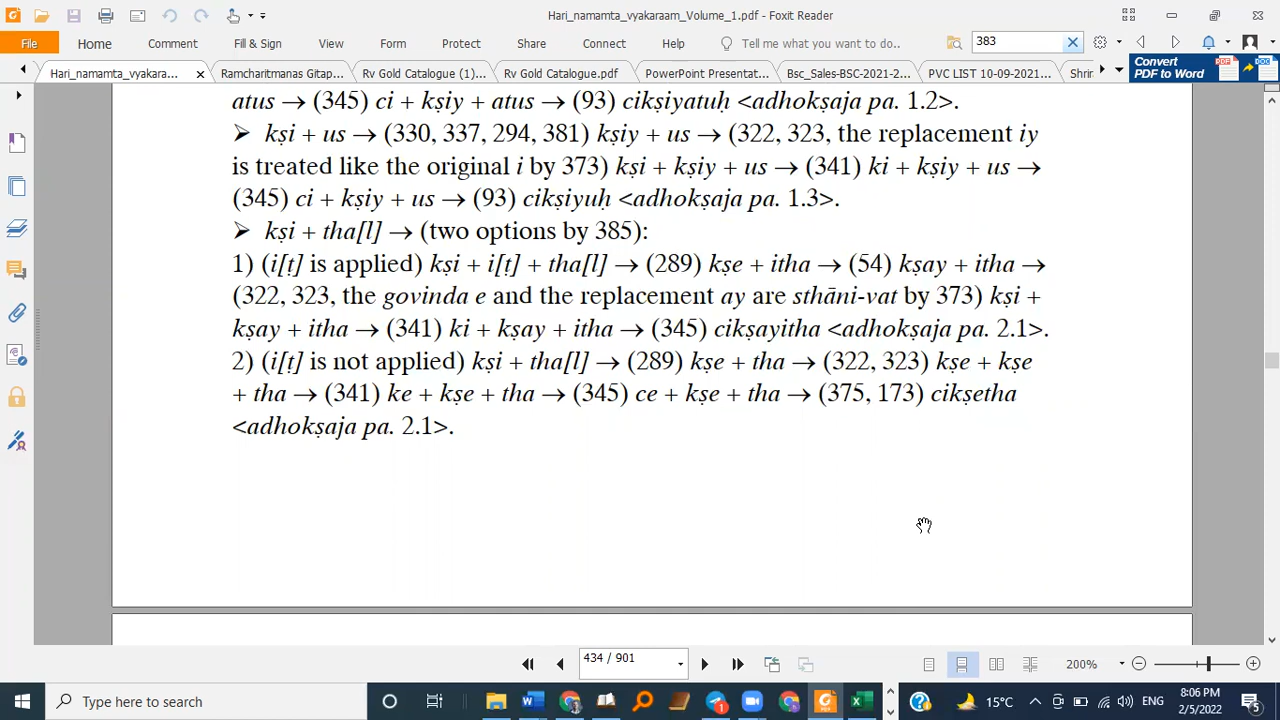 Hari_namamta_vyakaraam_Volume_1.pdf - Foxit Reader
File Home Comment Fill & Sign View Form Protect Share Connect Help Tell me what you want to do.. 383
Hari_namamta_vyakara... Ramcharitmanas Gitap... Rv Gold Catalogue (1)... Rv Gold Catalogue.pdf PowerPoint Presentat... Bsc_Sales-BSC-2021-2... PVC LIST 10-09-2021... Shrin
Convert
PDF to Word
atus → (345) ci + kṣiy + atus → (93) cikṣiyatuḥ <adhokṣaja pa. 1.2>.
➢ kṣi + us → (330, 337, 294, 381) kṣiy + us → (322, 323, the replacement iy
is treated like the original i by 373) kṣi + kṣiy + us → (341) ki + kṣiy + us →
(345) ci + kṣiy + us → (93) cikṣiyuḥ <adhokṣaja pa. 1.3>.
➢ kṣi + tha[l] → (two options by 385):
1) (i[ṭ] is applied) kṣi + i[ṭ] + tha[l] → (289) kṣe + itha → (54) kṣay + itha →
(322, 323, the govinda e and the replacement ay are sthāni-vat by 373) kṣi +
kṣay + itha → (341) ki + kṣay + itha → (345) cikṣayitha <adhokṣaja pa. 2.1>.
2) (i[ṭ] is not applied) kṣi + tha[l] → (289) kṣe + tha → (322, 323) kṣe + kṣe
+ tha → (341) ke + kṣe + tha → (345) ce + kṣe + tha → (375, 173) cikṣetha
<adhokṣaja pa. 2.1>.
434 / 901
200%
Type here to search
15°C
ENG
8:06 PM
2/5/2022